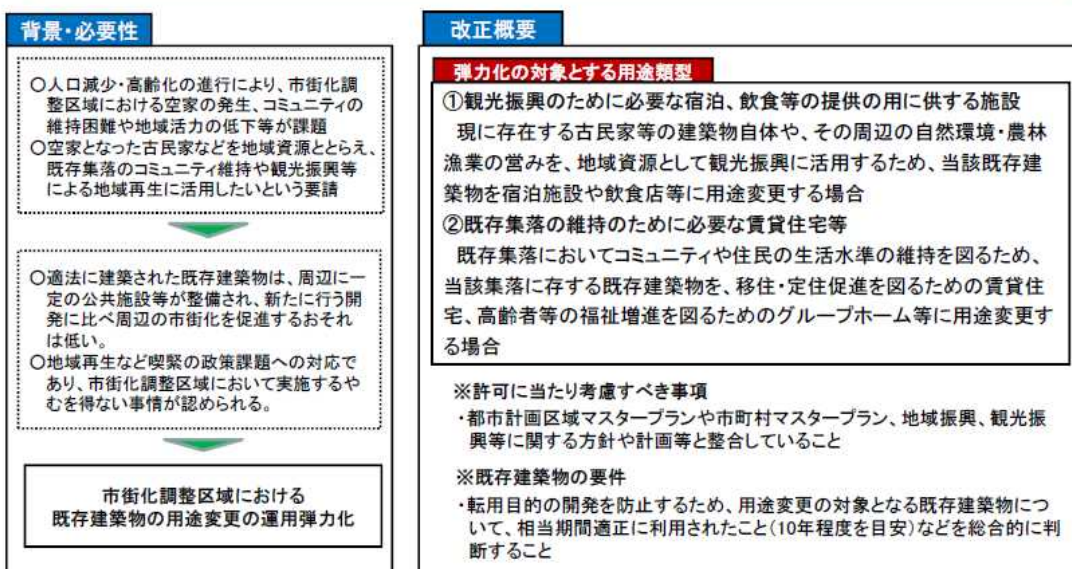 背景・必要性
○人口減少・高齢化の進行により、市街化調
整区域における空家の発生、コミュニティの
維持困難や地域活力の低下等が課題
○空家となった古民家などを地域資源ととらえ、
既存集落のコミュニティ維持や観光振興等
による地域再生に活用したいという要請
○適法に建築された既存建築物は、周辺に一
定の公共施設等が整備され、新たに行う開
発に比べ周辺の市街化を促進するおそれ
は低い。
○地域再生など喫緊の政策課題への対応で
あり、市街化調整区域において実施するや
むを得ない事情が認められる。
市街化調整区域における
既存建築物の用途変更の運用弾力化
改正概要
弾力化の対象とする用途類型
①観光振興のために必要な宿泊、飲食等の提供の用に供する施設
現に存在する古民家等の建築物自体や、その周辺の自然環境・農林
漁業の営みを、地域資源として観光振興に活用するため、当該既存建
築物を宿泊施設や飲食店等に用途変更する場合
②既存集落の維持のために必要な賃貸住宅等
既存集落においてコミュニティや住民の生活水準の維持を図るため、
当該集落に存する既存建築物を、移住・定住促進を図るための賃貸住
宅、高齢者等の福祉増進を図るためのグループホーム等に用途変更す
る場合
※許可に当たり考慮すべき事項
・都市計画区域マスタープランや市町村マスタープラン、地域振興、観光振
興等に関する方針や計画等と整合していること
※既存建築物の要件
・転用目的の開発を防止するため、用途変更の対象となる既存建築物につ
いて、相当期間適正に利用されたこと(10年程度を目安)などを総合的に判
断すること